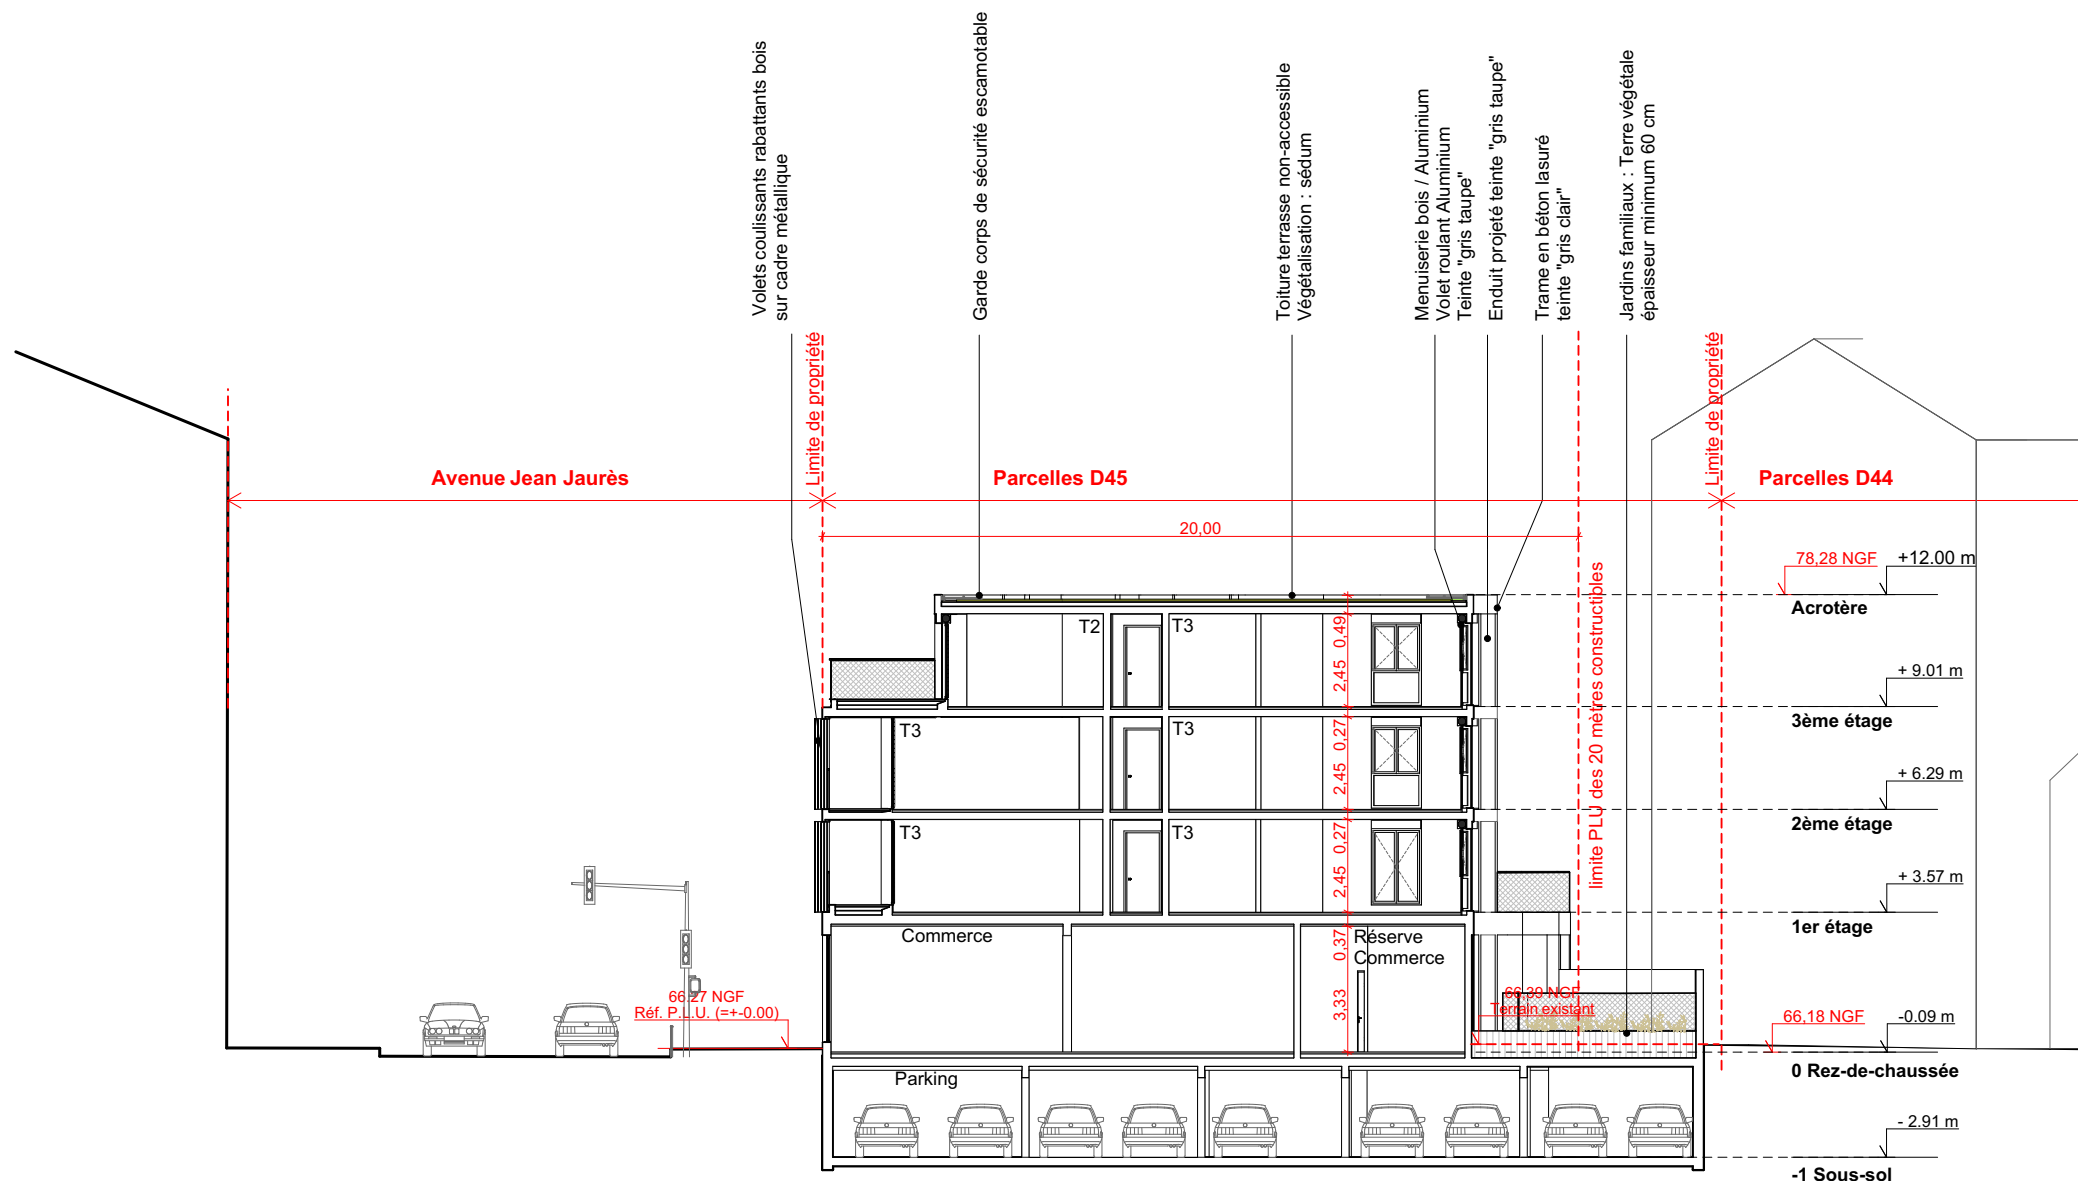 Volets coulissants rabattants bois
sur cadre métallique
Garde corps de sécurité escamotable
Toiture terrasse non-accessible
Végétalisation : sédum
Menuiserie bois / Aluminium
Volet roulant Aluminium
Teinte "gris taupe"
Enduit projeté teinte "gris taupe"
Trame en béton lasuré
teinte "gris clair"
Jardins familiaux : Terre végétale
épaisseur minimum 60 cm
Limite de propriété
Limite de propriété
Avenue Jean Jaurès
Parcelles D45
Parcelles D44
20,00
limite PLU des 20 mètres constructibles
78,28 NGF
+12.00 m
Acrotère
T2
T3
0,49
2,45
+ 9.01 m
3ème étage
T3
T3
0,27
2,45
+ 6.29 m
2ème étage
T3
T3
0,27
2,45
+ 3.57 m
1er étage
Commerce
Réserve
Commerce
0,37
3,33
66,27 NGF
Réf. P.L.U. (=+-0.00)
66,39 NGF
Terrain existant
66,18 NGF
-0.09 m
0 Rez-de-chaussée
Parking
- 2.91 m
-1 Sous-sol